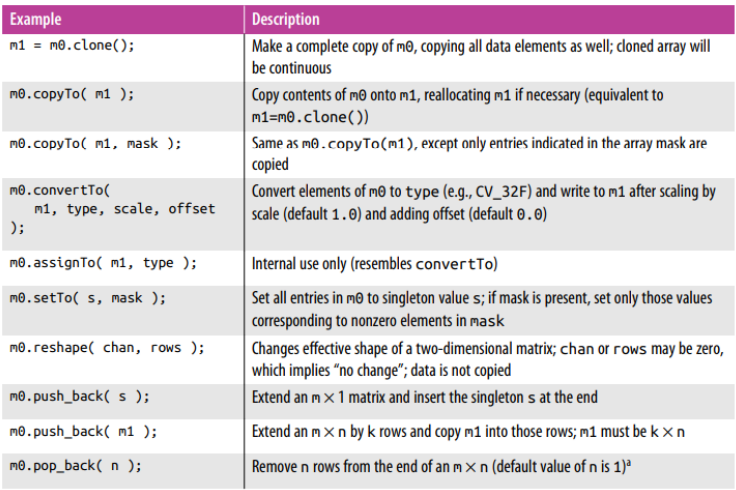 Example Description
m1 = m0.clone(); Make a complete copy of m0, copying all data elements as well; cloned array will
be continuous
m0.copyTo( m1 ); Copy contents of m0 onto m1, reallocating m1 if necessary (equivalent to
m1=m0.clone())
m0.copyTo( m1, mask ); Same as m0.copyTo(m1), except only entries indicated in the array mask are
copied
m0.convertTo( Convert elements of m0 to type (e.g., CV_32F) and write to m1 after scaling by
m1, type, scale, offset scale (default 1.0) and adding offset (default 0.0)
);
m0.assignTo( m1, type ); Internal use only (resembles convertTo)
m0.setTo( s, mask ); Set all entries in m0 to singleton value s; if mask is present, set only those values
corresponding to nonzero elements in mask
m0.reshape( chan, rows ); Changes effective shape of a two-dimensional matrix; chan or rows may be zero,
which implies “no change”; data is not copied
m0.push_back( s ); Extend an m × 1 matrix and insert the singleton s at the end
m0.push_back( m1 ); Extend an m × n by k rows and copy m1 into those rows; m1 must be k × n
m0.pop_back( n ); Remove n rows from the end of an m × n (default value of n is 1)ª